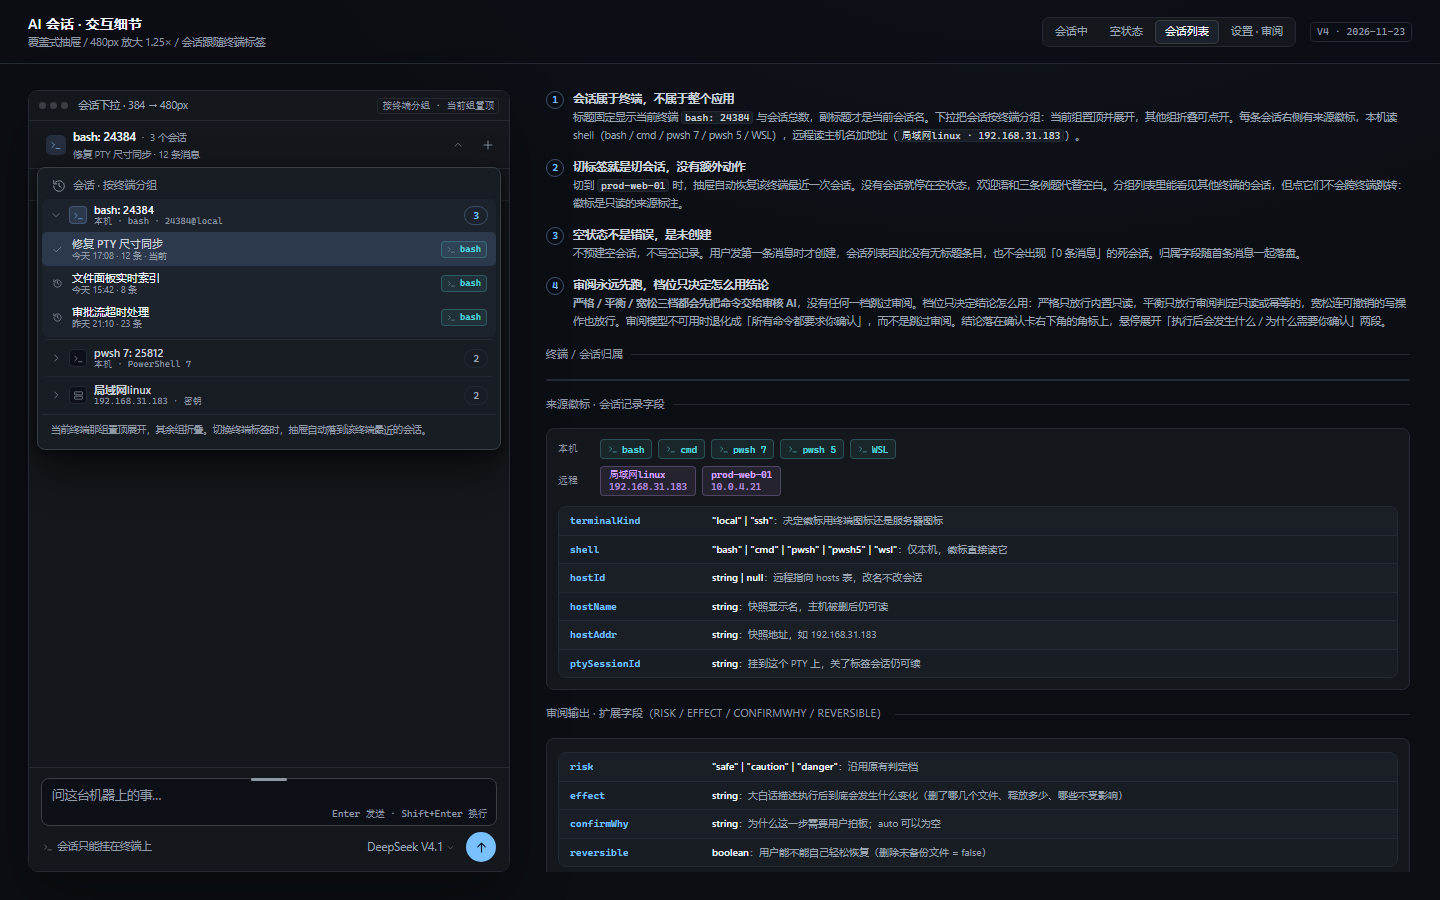 AI 会话 · 交互细节
覆盖式抽屉 / 480px 放大 1.25× / 会话跟随终端标签
会话中 空状态 会话列表 设置 · 审阅 V4 · 2026-11-23
会话下拉 · 384 → 480px 按终端分组 · 当前组置顶
bash: 24384 · 3 个会话
修复 PTY 尺寸同步 · 12 条消息
会话 · 按终端分组
bash: 24384 3
本机 · bash · 24384@local
修复 PTY 尺寸同步 bash
今天 17:08 · 12 条 · 当前
文件面板实时索引 bash
今天 15:42 · 8 条
审批流超时处理 bash
昨天 21:10 · 23 条
pwsh 7: 25812 2
本机 · PowerShell 7
局域网linux 2
192.168.31.183 · 密钥
当前终端那组置顶展开，其余组折叠。切换终端标签时，抽屉自动落到该终端最近的会话。
问这台机器上的事...
Enter 发送 · Shift+Enter 换行
会话只能挂在终端上 DeepSeek V4.1
1 会话属于终端，不属于整个应用
标题固定显示当前终端 bash: 24384 与会话总数，副标题才是当前会话名。下拉把会话按终端分组：当前组置顶并展开，其他组折叠可点开。每条会话右侧有来源徽标，本机读
shell（bash / cmd / pwsh 7 / pwsh 5 / WSL），远程读主机名加地址（局域网linux · 192.168.31.183）。
2 切标签就是切会话，没有额外动作
切到 prod-web-01 时，抽屉自动恢复该终端最近一次会话。没有会话就停在空状态，欢迎语和三条例题代替空白。分组列表里能看见其他终端的会话，但点它们不会跨终端跳转：
徽标是只读的来源标注。
3 空状态不是错误，是未创建
不预建空会话，不写空记录。用户发第一条消息时才创建，会话列表因此没有无标题条目，也不会出现「0 条消息」的死会话。归属字段随首条消息一起落盘。
4 审阅永远先跑，档位只决定怎么用结论
严格 / 平衡 / 宽松三档都会先把命令交给审核 AI，没有任何一档跳过审阅。档位只决定结论怎么用：严格只放行内置只读，平衡只放行审阅判定只读或幂等的，宽松连可撤销的写操
作也放行。审阅模型不可用时退化成「所有命令都要求你确认」，而不是跳过审阅。结论落在确认卡右下角的角标上，悬停展开「执行后会发生什么 / 为什么需要你确认」两段。
终端 / 会话归属
来源徽标 · 会话记录字段
本机 bash cmd pwsh 7 pwsh 5 WSL
远程 局域网linux 192.168.31.183 prod-web-01 10.0.4.21
terminalKind "local" | "ssh"：决定徽标用终端图标还是服务器图标
shell "bash" | "cmd" | "pwsh" | "pwsh5" | "wsl"：仅本机，徽标直接读它
hostId string | null：远程指向 hosts 表，改名不改会话
hostName string：快照显示名，主机被删后仍可读
hostAddr string：快照地址，如 192.168.31.183
ptySessionId string：挂到这个 PTY 上，关了标签会话仍可续
审阅输出 · 扩展字段（RISK / EFFECT / CONFIRMWHY / REVERSIBLE）
risk "safe" | "caution" | "danger"：沿用原有判定档
effect string：大白话描述执行后到底会发生什么变化（删了哪几个文件、释放多少、哪些不受影响）
confirmWhy string：为什么这一步需要用户拍板；auto 可以为空
reversible boolean：用户能不能自己轻松恢复（删除未备份文件 = false）